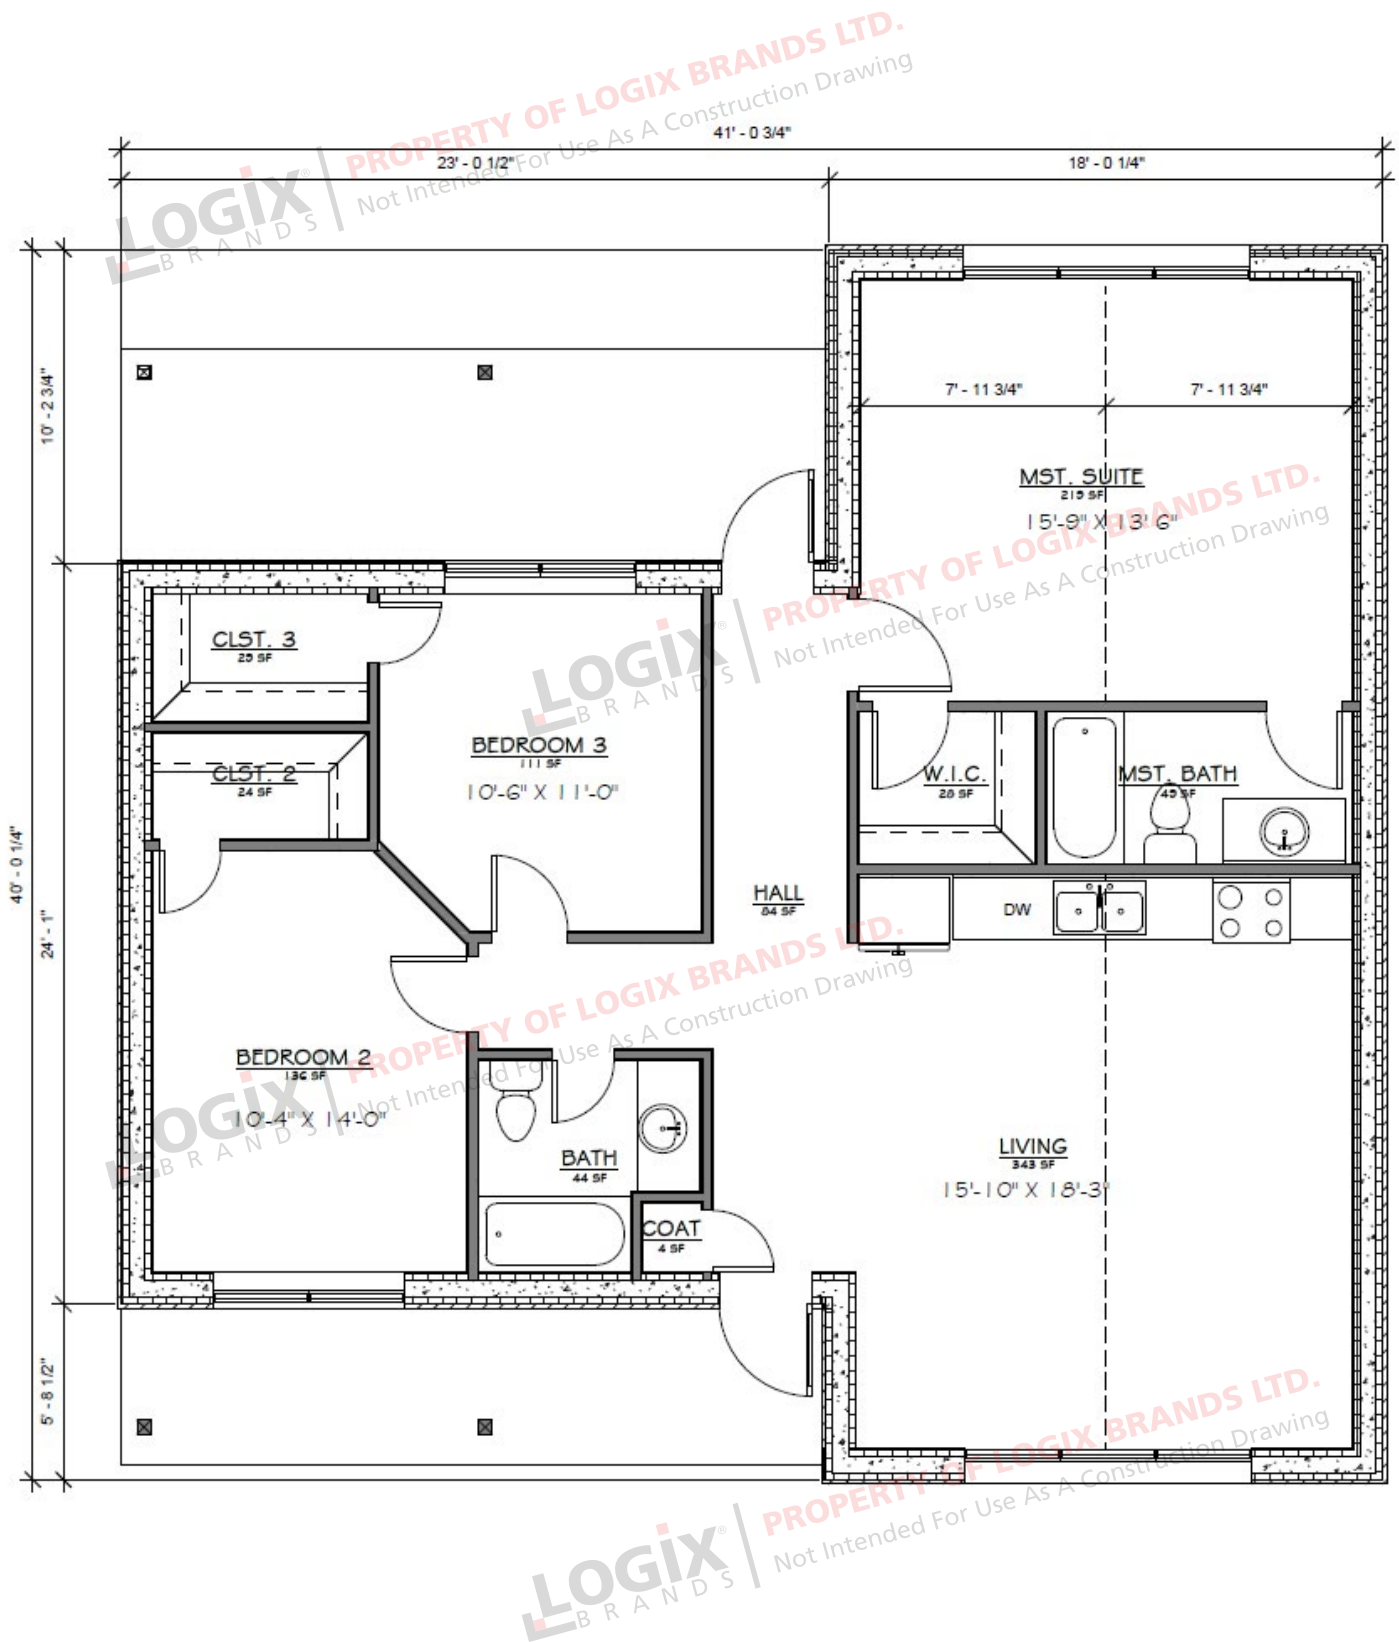 PROPERTY OF LOGIX BRANDS LTD.
Not Intended For Use As A Construction Drawing
LOGIX®
BRANDS
41' - 0 3/4"
23' - 0 1/2"
18' - 0 1/4"
10' - 2 3/4"
40' - 0 1/4"
24' - 1"
5' - 8 1/2"
7' - 11 3/4"
7' - 11 3/4"
MST. SUITE
215 SF
15'-9" X 13'6"
PROPERTY OF LOGIX BRANDS LTD.
Not Intended For Use As A Construction Drawing
LOGIX®
BRANDS
CLST. 3
25 SF
BEDROOM 3
111 SF
10'-6" X 11'-0"
CLST. 2
24 SF
W.I.C.
28 SF
MST. BATH
45 SF
HALL
84 SF
DW
PROPERTY OF LOGIX BRANDS LTD.
Not Intended For Use As A Construction Drawing
LOGIX
BRANDS
BEDROOM 2
136 SF
10'-4" X 14'-0"
BATH
44 SF
LIVING
343 SF
15'-10" X 18'-3"
COAT
4 SF
PROPERTY OF LOGIX BRANDS LTD.
Not Intended For Use As A Construction Drawing
LOGIX®
BRANDS